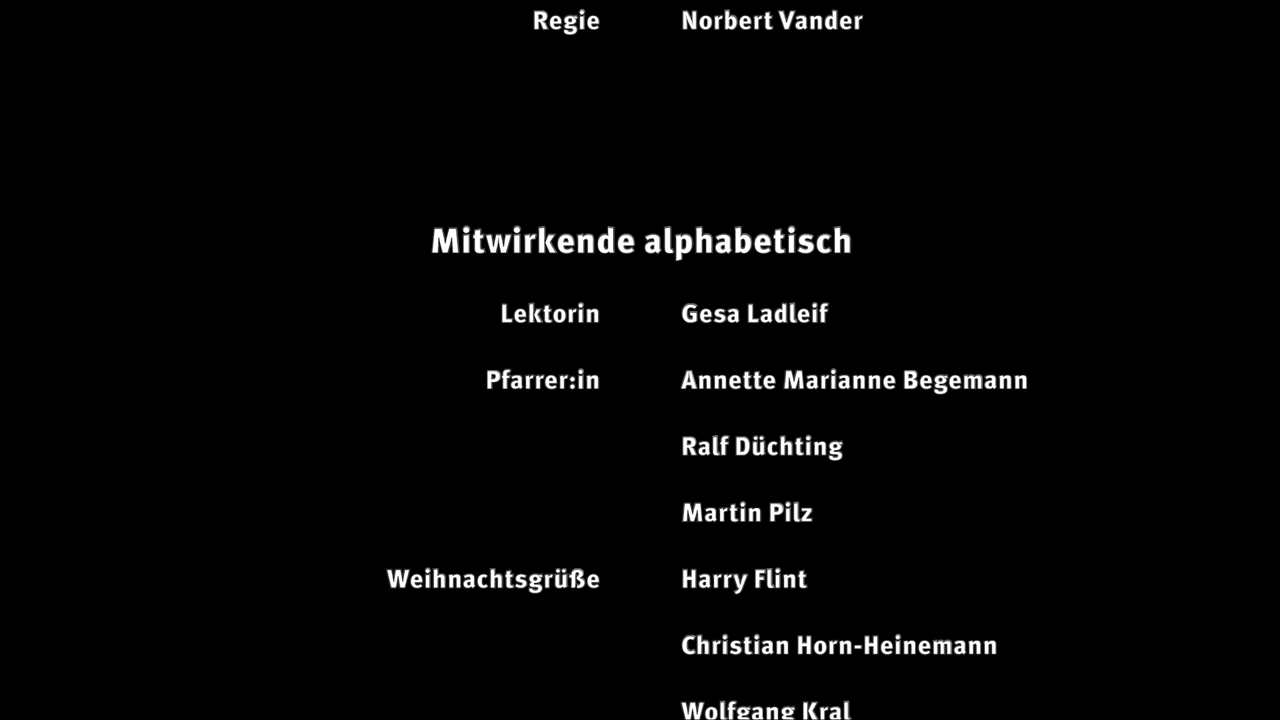 Regie Norbert Vander
Mitwirkende alphabetisch
Lektorin Gesa Ladleif
Pfarrer:in Annette Marianne Begemann
Ralf Düchting
Martin Pilz
Weihnachtsgrüße Harry Flint
Christian Horn-Heinemann
Wolfgang Kral